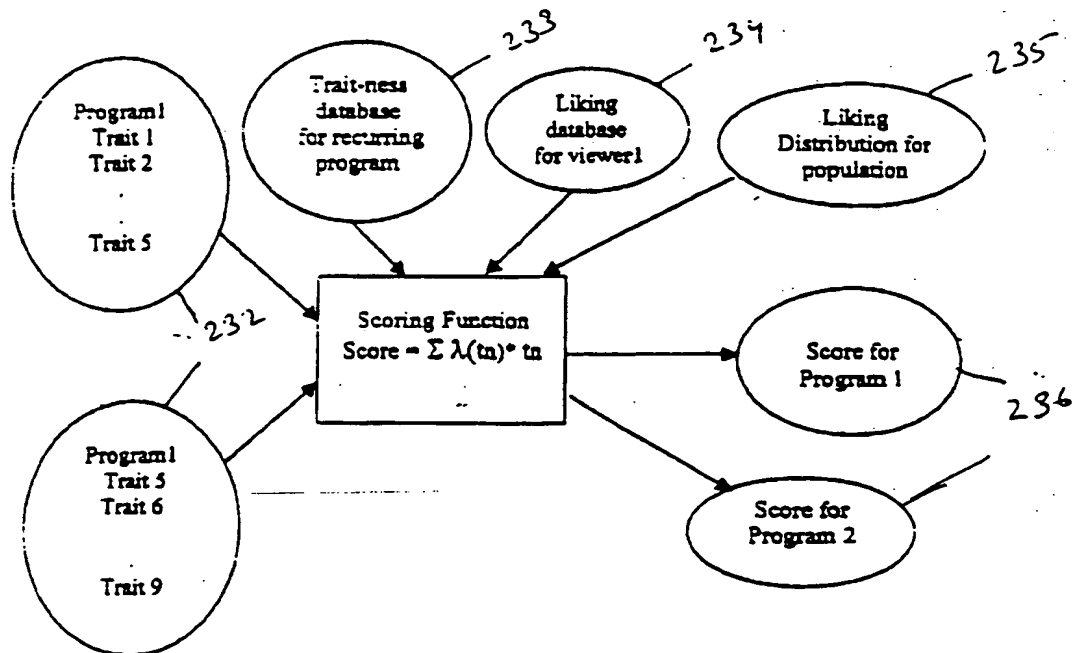 233
234
235
Program1
Trait 1
Trait 2
.
.
Trait 5
Trait-ness
database
for recurring
program
Liking
database
for viewer1
Liking
Distribution for
population
232
Scoring Function
Score = Σ λ(tn)* tn
Score for
Program 1
236
Program1
Trait 5
Trait 6
Trait 9
Score for
Program 2